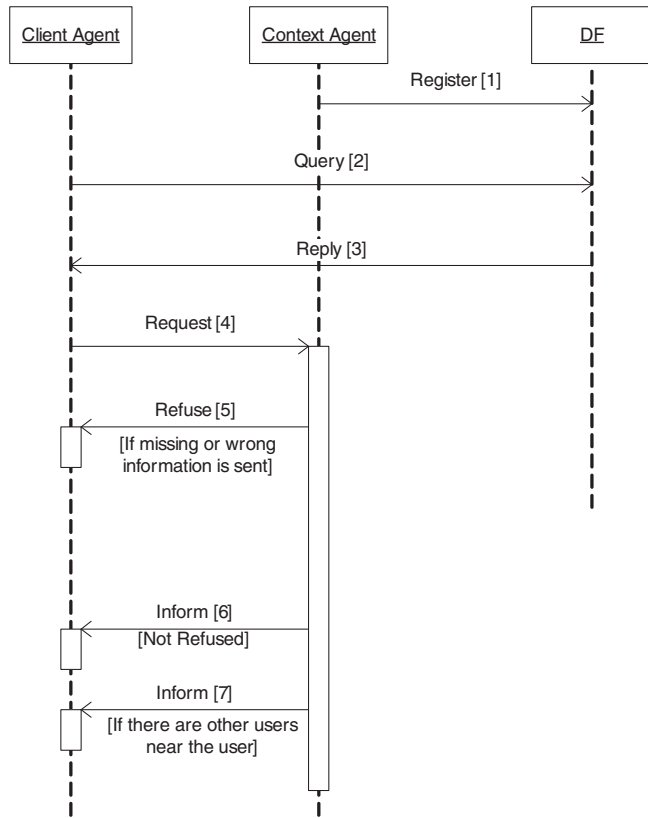 Client Agent
Context Agent
DF
Register [1]
Query [2]
Reply [3]
Request [4]
Refuse [5]
[If missing or wrong
information is sent]
Inform [6]
[Not Refused]
Inform [7]
[If there are other users
near the user]